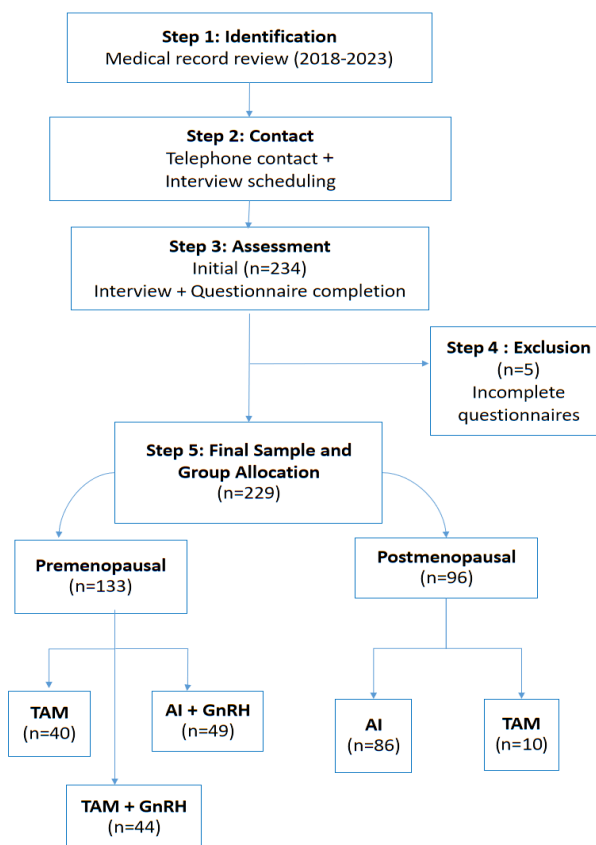 Step 1: Identification
Medical record review (2018-2023)
Step 2: Contact
Telephone contact +
Interview scheduling
Step 3: Assessment
Initial (n=234)
Interview + Questionnaire completion
Step 4 : Exclusion
(n=5)
Incomplete
questionnaires
Step 5: Final Sample and
Group Allocation
(n=229)
Premenopausal
(n=133)
Postmenopausal
(n=96)
TAM
(n=40)
AI + GnRH
(n=49)
AI
(n=86)
TAM
(n=10)
TAM + GnRH
(n=44)